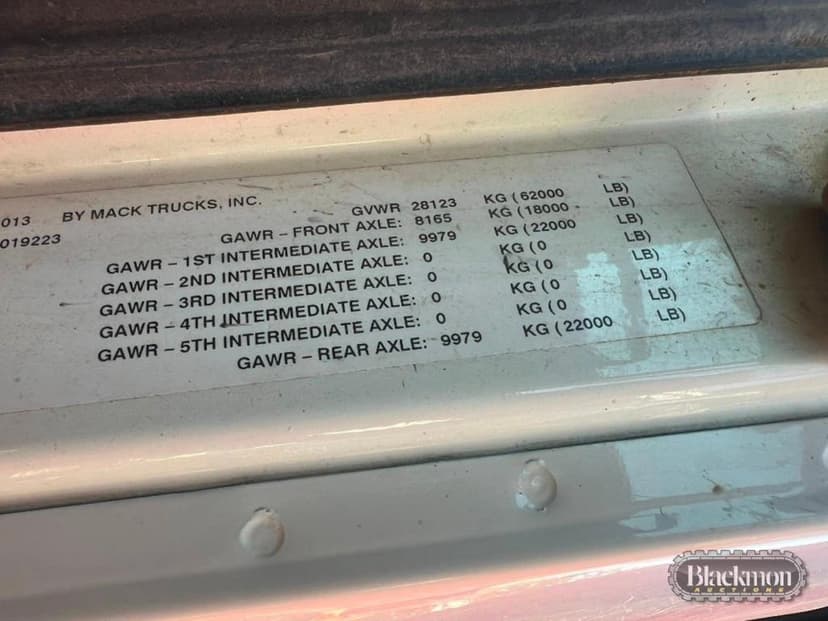 013 BY MACK TRUCKS, INC.
019223
GVWR 28123 KG (62000 LB)
GAWR – FRONT AXLE: 8165 KG (18000 LB)
GAWR – 1ST INTERMEDIATE AXLE: 9979 KG (22000 LB)
GAWR – 2ND INTERMEDIATE AXLE: 0 KG (0 LB)
GAWR – 3RD INTERMEDIATE AXLE: 0 KG (0 LB)
GAWR – 4TH INTERMEDIATE AXLE: 0 KG (0 LB)
GAWR – 5TH INTERMEDIATE AXLE: 0 KG (0 LB)
GAWR – REAR AXLE: 9979 KG (22000 LB)
Blackmon
AUCTIONS